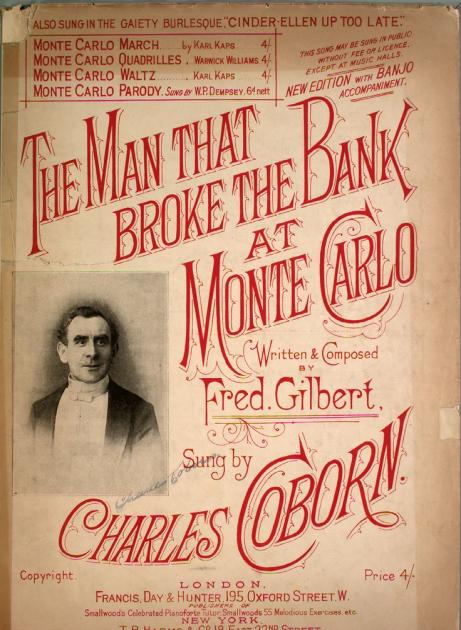 ALSO SUNG IN THE GAIETY BURLESQUE, "CINDER-ELLEN UP TOO LATE."
MONTE CARLO MARCH...... by KARL KAPS 4/-
MONTE CARLO QUADRILLES, WARWICK WILLIAMS 4/-
MONTE CARLO WALTZ......., KARL KAPS 4/-
MONTE CARLO PARODY. SUNG BY W.P. DEMPSEY. 6d nett
THIS SONG MAY BE SUNG IN PUBLIC
WITHOUT FEE OR LICENCE.
EXCEPT AT MUSIC HALLS.
NEW EDITION WITH BANJO
ACCOMPANIMENT.
THE MAN THAT
BROKE THE BANK
AT
MONTE CARLO
Written & Composed
BY
Fred. Gilbert,
Sung by
Charles Coborn
CHARLES COBORN.
Copyright.
Price 4/-
LONDON.
FRANCIS, DAY & HUNTER, 195, OXFORD STREET. W.
PUBLISHERS OF
Smallwoods Celebrated Pianoforte Tutor. Smallwoods 55 Melodious Exercises. etc.
NEW YORK
T. B. HARMS & Co 18, EAST 22ND STREET